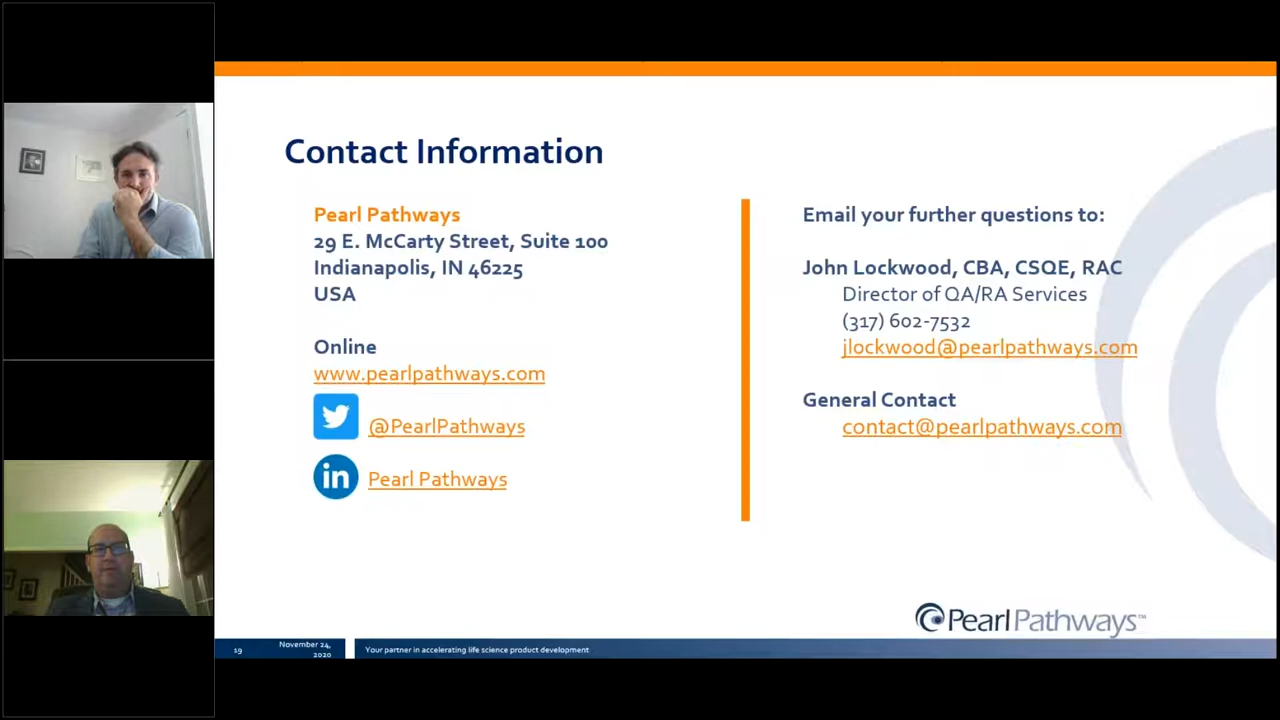 Contact Information
Pearl Pathways
29 E. McCarty Street, Suite 100
Indianapolis, IN 46225
USA
Online
www.pearlpathways.com
@PearlPathways
in
Pearl Pathways
Email your further questions to:
John Lockwood, CBA, CSQE, RAC
Director of QA/RA Services
(317) 602-7532
jlockwood@pearlpathways.com
General Contact
contact@pearlpathways.com
PearlPathways™
19
November 24,
2020
Your partner in accelerating life science product development